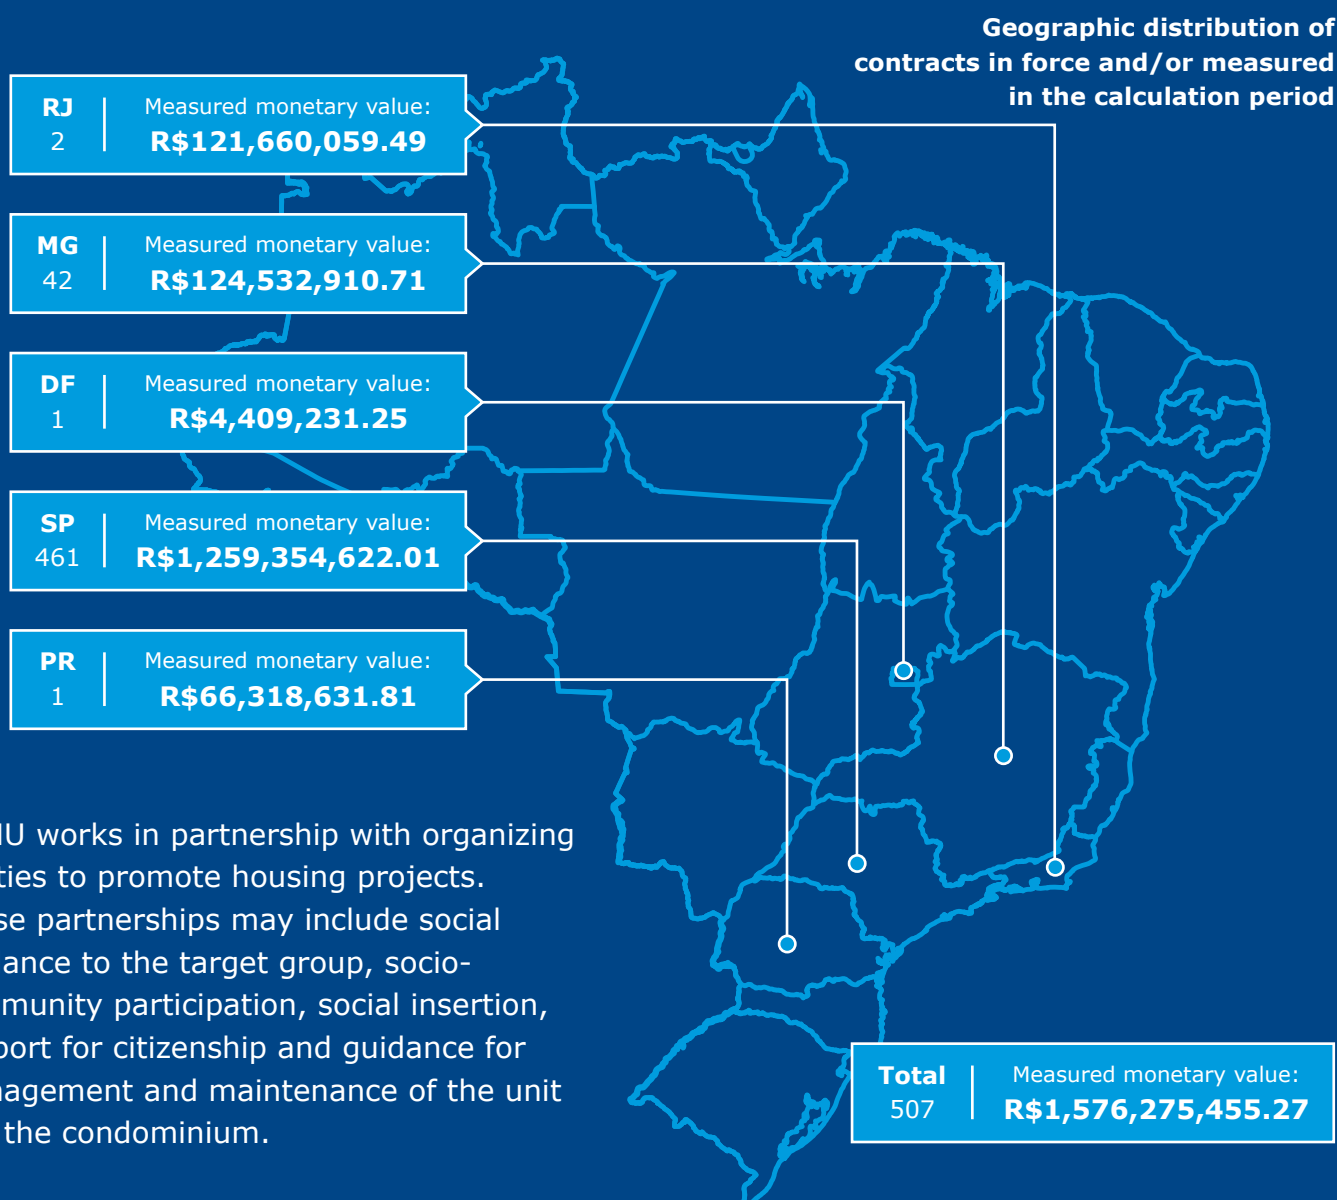 Geographic distribution of
contracts in force and/or measured
in the calculation period
RJ
2
Measured monetary value:
R$121,660,059.49
MG
42
Measured monetary value:
R$124,532,910.71
DF
1
Measured monetary value:
R$4,409,231.25
SP
461
Measured monetary value:
R$1,259,354,622.01
PR
1
Measured monetary value:
R$66,318,631.81
works in partnership with organizing
to promote housing projects.
partnerships may include social
to the target group, socio-
participation, social insertion,
for citizenship and guidance for
and maintenance of the unit
the condominium.
Total
507
Measured monetary value:
R$1,576,275,455.27